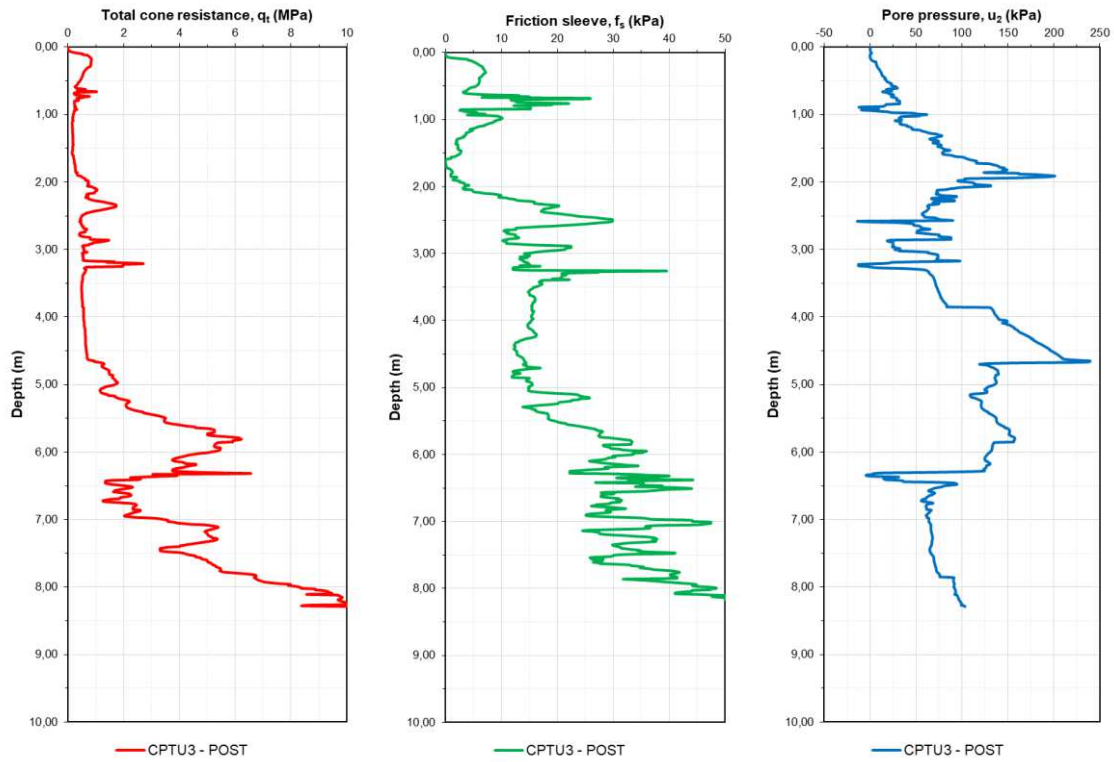 Total cone resistance, qt (MPa)
0 2 4 6 8 10
0,00
1,00
2,00
3,00
4,00
5,00
6,00
7,00
8,00
9,00
10,00
Depth (m)
CPTU3 - POST
Friction sleeve, fs (kPa)
0 10 20 30 40 50
0,00
1,00
2,00
3,00
4,00
5,00
6,00
7,00
8,00
9,00
10,00
Depth (m)
CPTU3 - POST
Pore pressure, u2 (kPa)
-50 0 50 100 150 200 250
0,00
1,00
2,00
3,00
4,00
5,00
6,00
7,00
8,00
9,00
10,00
Depth (m)
CPTU3 - POST